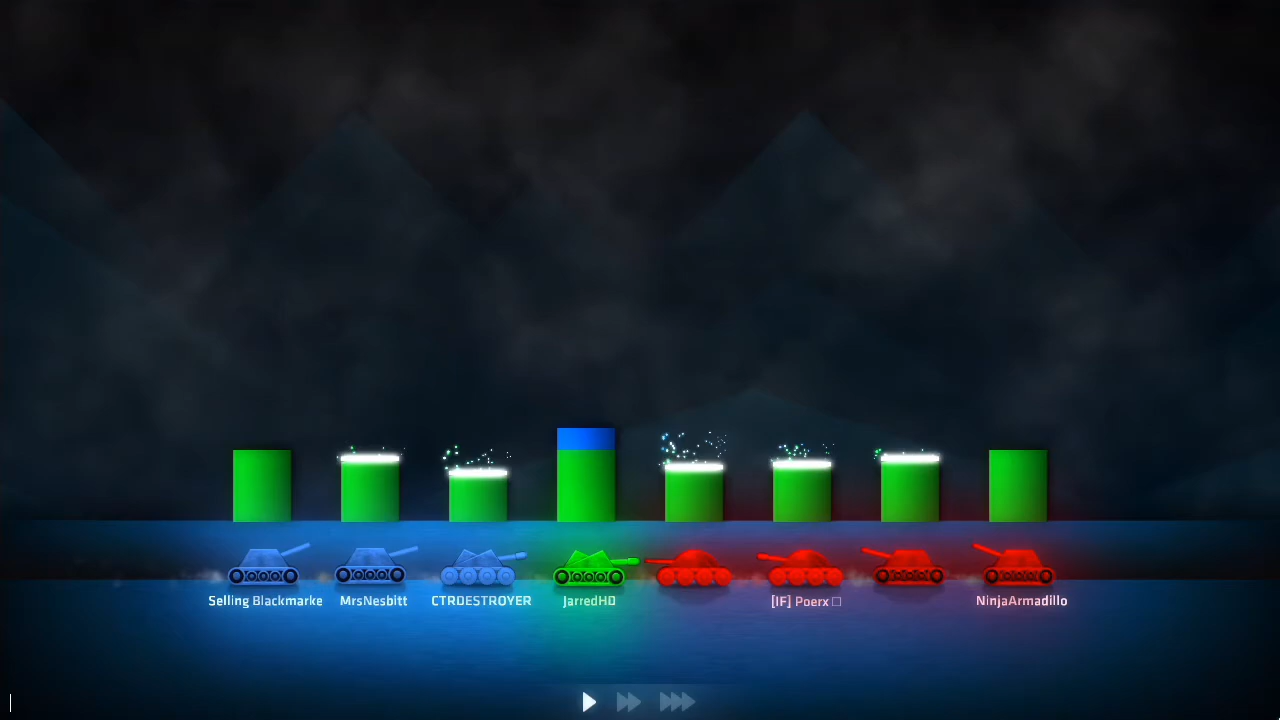 Selling Blackmarke
MrsNesbitt
CTRDESTROYER
JarredHD
[IF] Poerx □
NinjaArmadillo